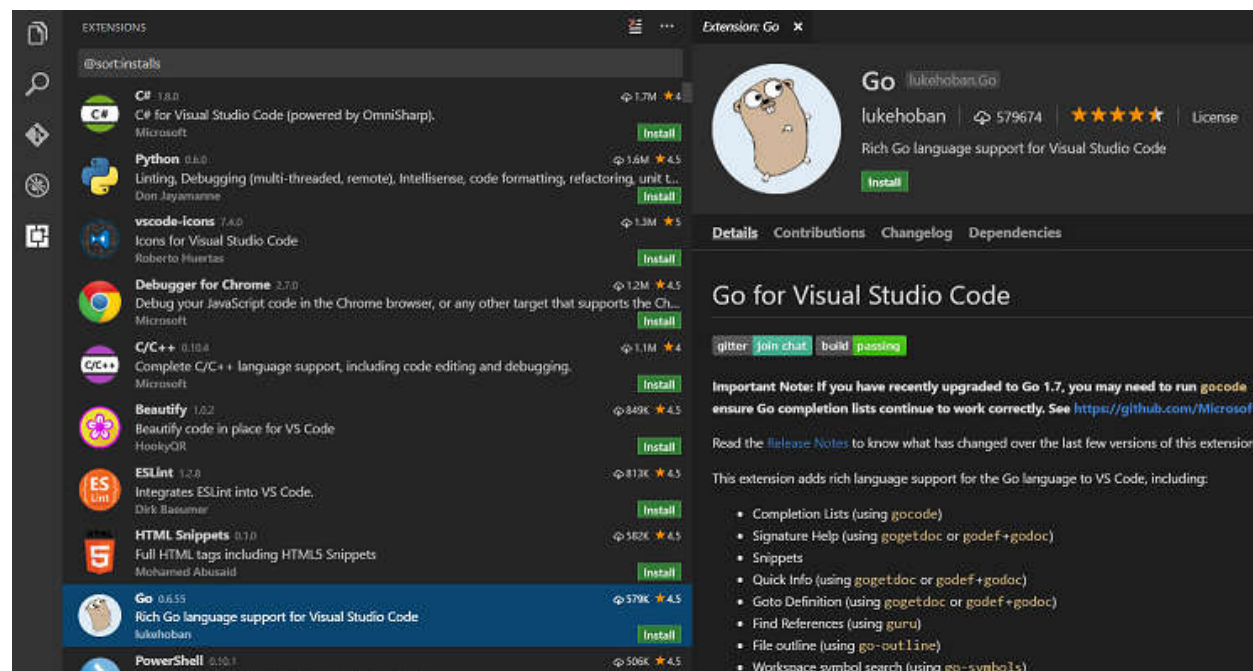 EXTENSIONS
@sort:installs
C# 1.8.0 1.7M ★4
C# for Visual Studio Code (powered by OmniSharp).
Microsoft Install
Python 0.6.0 1.6M ★4.5
Linting, Debugging (multi-threaded, remote), Intellisense, code formatting, refactoring, unit t...
Don Jayamanne Install
vscode-icons 7.4.0 1.3M ★5
Icons for Visual Studio Code
Roberto Huertas Install
Debugger for Chrome 2.7.0 1.2M ★4.5
Debug your JavaScript code in the Chrome browser, or any other target that supports the Ch...
Microsoft Install
C/C++ 0.10.4 1.1M ★4
Complete C/C++ language support, including code editing and debugging.
Microsoft Install
Beautify 1.0.2 849K ★4.5
Beautify code in place for VS Code
HookyQR Install
ESLint 1.2.8 813K ★4.5
Integrates ESLint into VS Code.
Dirk Baeumer Install
HTML Snippets 0.1.0 582K ★4.5
Full HTML tags including HTML5 Snippets
Mohamed Abusaid Install
Go 0.6.55 579K ★4.5
Rich Go language support for Visual Studio Code
lukehoban Install
PowerShell 0.10.1 506K ★4.5
Extension: Go
Go lukehoban.Go
lukehoban 579674 License
Rich Go language support for Visual Studio Code
Install
Details Contributions Changelog Dependencies
Go for Visual Studio Code
gitter join chat build passing
Important Note: If you have recently upgraded to Go 1.7, you may need to run gocode
ensure Go completion lists continue to work correctly. See https://github.com/Microsof
Read the Release Notes to know what has changed over the last few versions of this extension
This extension adds rich language support for the Go language to VS Code, including:
• Completion Lists (using gocode)
• Signature Help (using gogetdoc or godef+godoc)
• Snippets
• Quick Info (using gogetdoc or godef+godoc)
• Goto Definition (using gogetdoc or godef+godoc)
• Find References (using guru)
• File outline (using go-outline)
• Workspace symbol search (using go-symbols)
C#
C/C++
ES
Lint
HTML
5